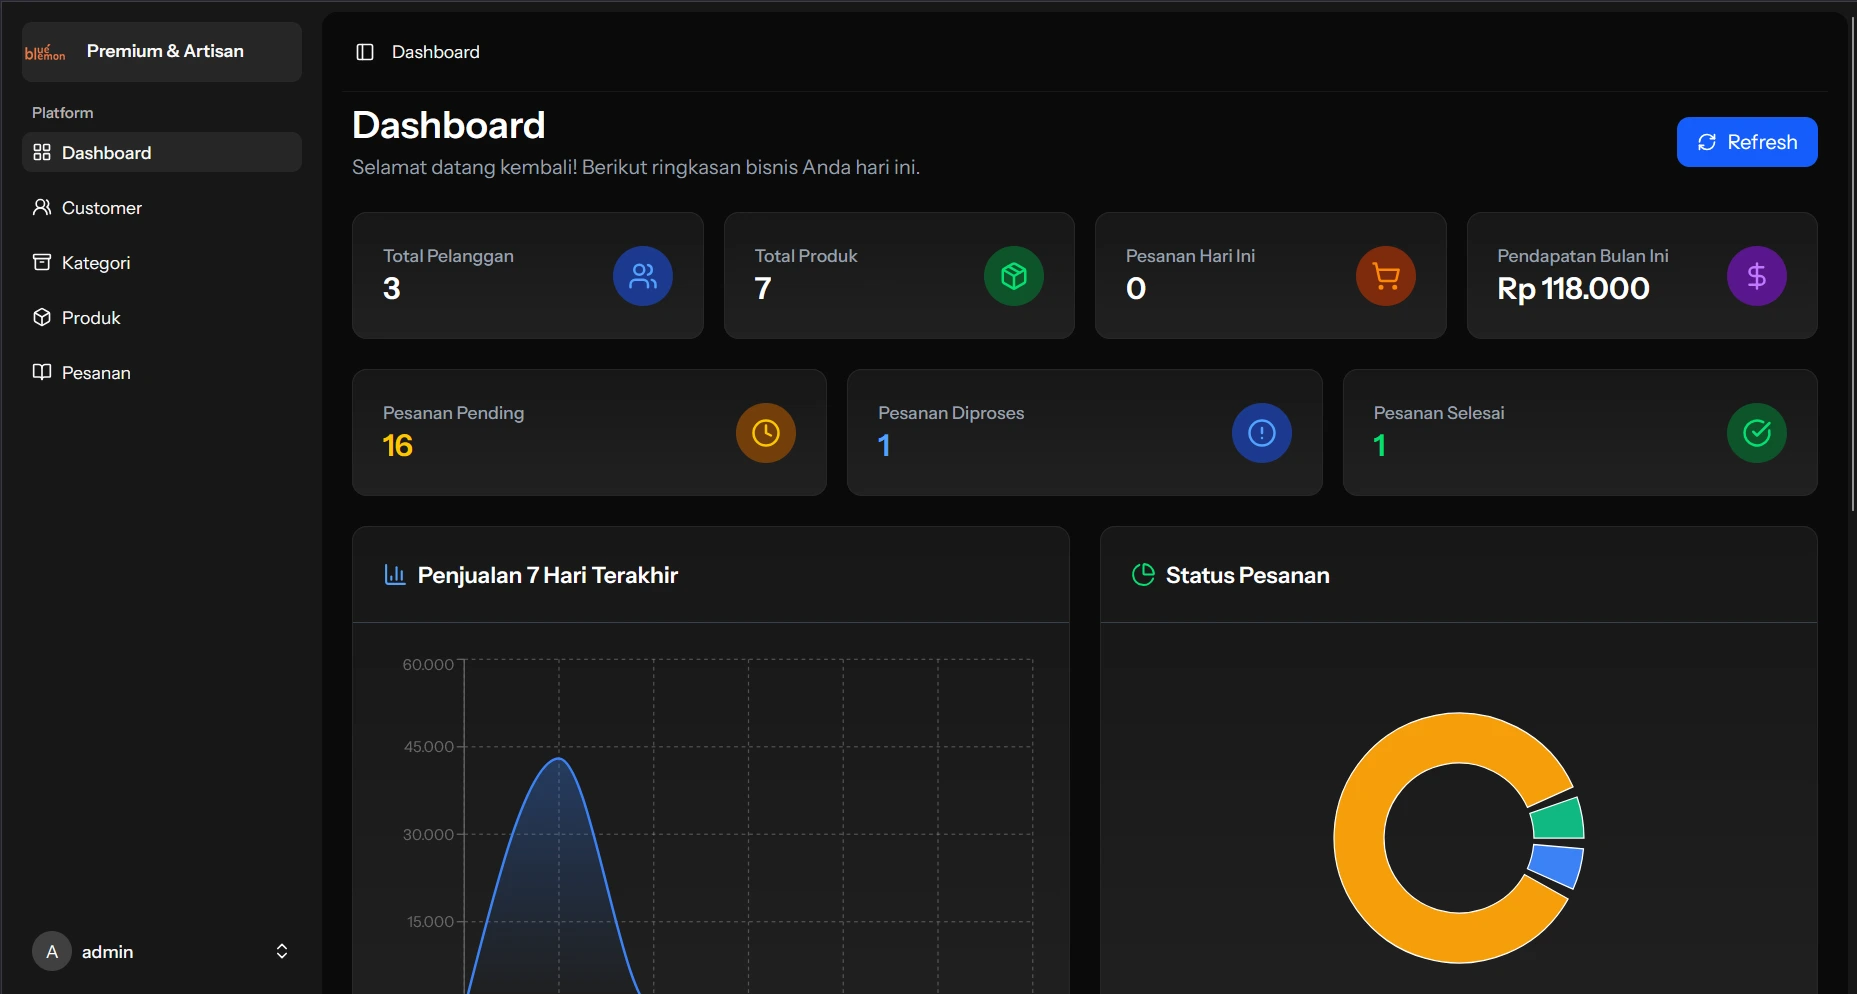 blué
blemon
Premium & Artisan
Platform
Dashboard
Customer
Kategori
Produk
Pesanan
A
admin
Dashboard
Dashboard
Selamat datang kembali! Berikut ringkasan bisnis Anda hari ini.
Refresh
Total Pelanggan
3
Total Produk
7
Pesanan Hari Ini
0
Pendapatan Bulan Ini
Rp 118.000
Pesanan Pending
16
Pesanan Diproses
1
Pesanan Selesai
1
Penjualan 7 Hari Terakhir
60.000
45.000
30.000
15.000
Status Pesanan